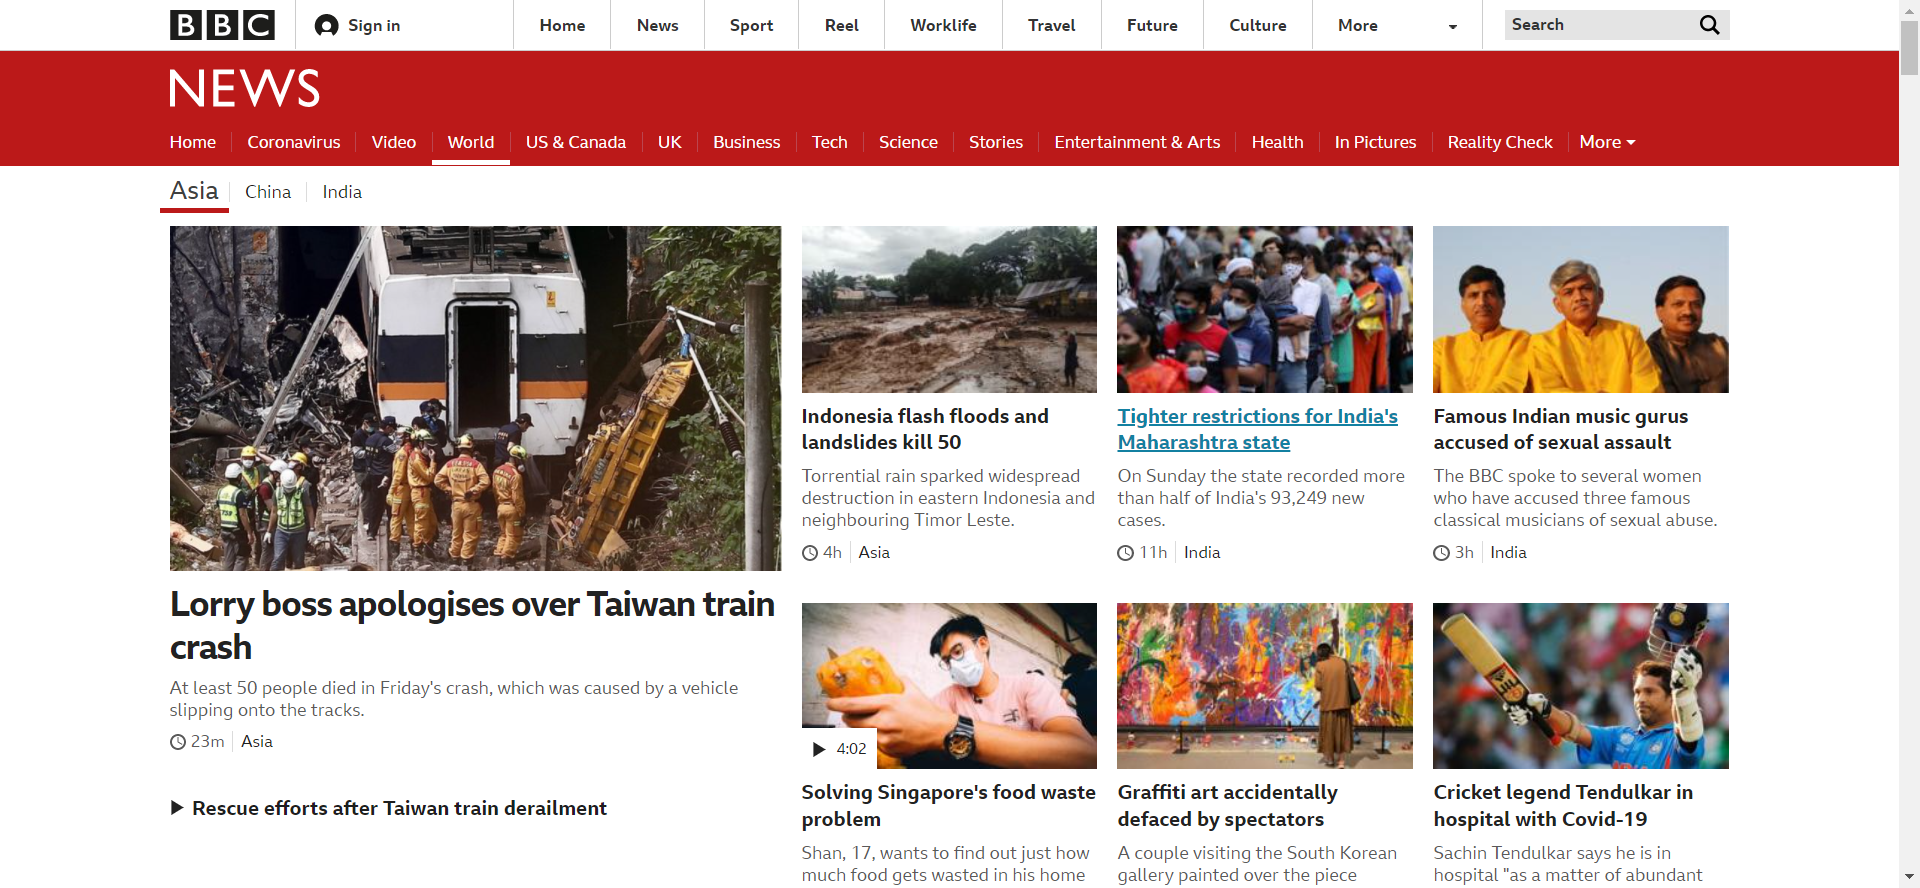 BBC
Sign in
Home
News
Sport
Reel
Worklife
Travel
Future
Culture
More
Search
NEWS
Home
Coronavirus
Video
World
US & Canada
UK
Business
Tech
Science
Stories
Entertainment & Arts
Health
In Pictures
Reality Check
More
Asia
China
India
Lorry boss apologises over Taiwan train
crash
At least 50 people died in Friday's crash, which was caused by a vehicle
slipping onto the tracks.
23m
Asia
Rescue efforts after Taiwan train derailment
Indonesia flash floods and
landslides kill 50
Torrential rain sparked widespread
destruction in eastern Indonesia and
neighbouring Timor Leste.
4h
Asia
Tighter restrictions for India's
Maharashtra state
On Sunday the state recorded more
than half of India's 93,249 new
cases.
11h
India
Famous Indian music gurus
accused of sexual assault
The BBC spoke to several women
who have accused three famous
classical musicians of sexual abuse.
3h
India
4:02
Solving Singapore's food waste
problem
Shan, 17, wants to find out just how
much food gets wasted in his home
Graffiti art accidentally
defaced by spectators
A couple visiting the South Korean
gallery painted over the piece
Cricket legend Tendulkar in
hospital with Covid-19
Sachin Tendulkar says he is in
hospital "as a matter of abundant